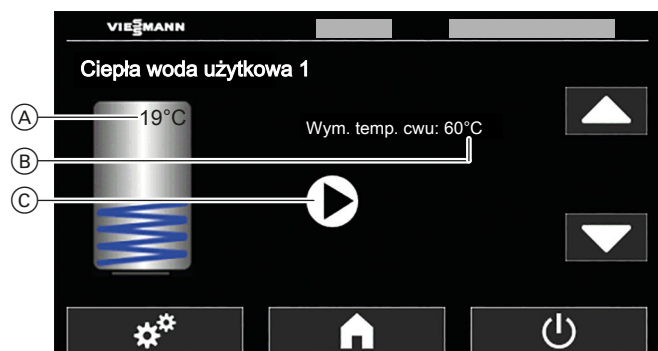 VIESMANN
Ciepła woda użytkowa 1
A
19°C
Wym. temp. cwu: 60°C
B
C